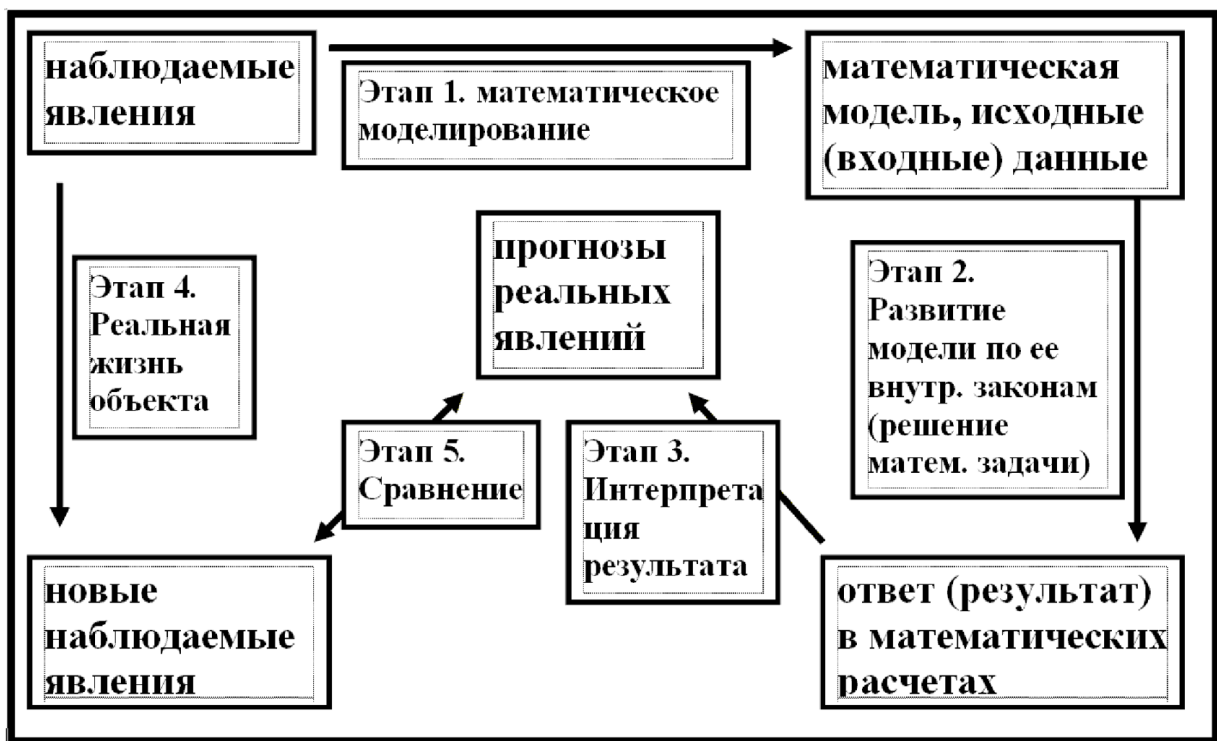 наблюдаемые
явления
Этап 1. математическое
моделирование
математическая
модель, исходные
(входные) данные
прогнозы
реальных
явлений
Этап 4.
Реальная
жизнь
объекта
Этап 2.
Развитие
модели по ее
внутр. законам
(решение
матем. задачи)
Этап 5.
Сравнение
Этап 3.
Интерпрета
ция
результата
новые
наблюдаемые
явления
ответ (результат)
в математических
расчетах